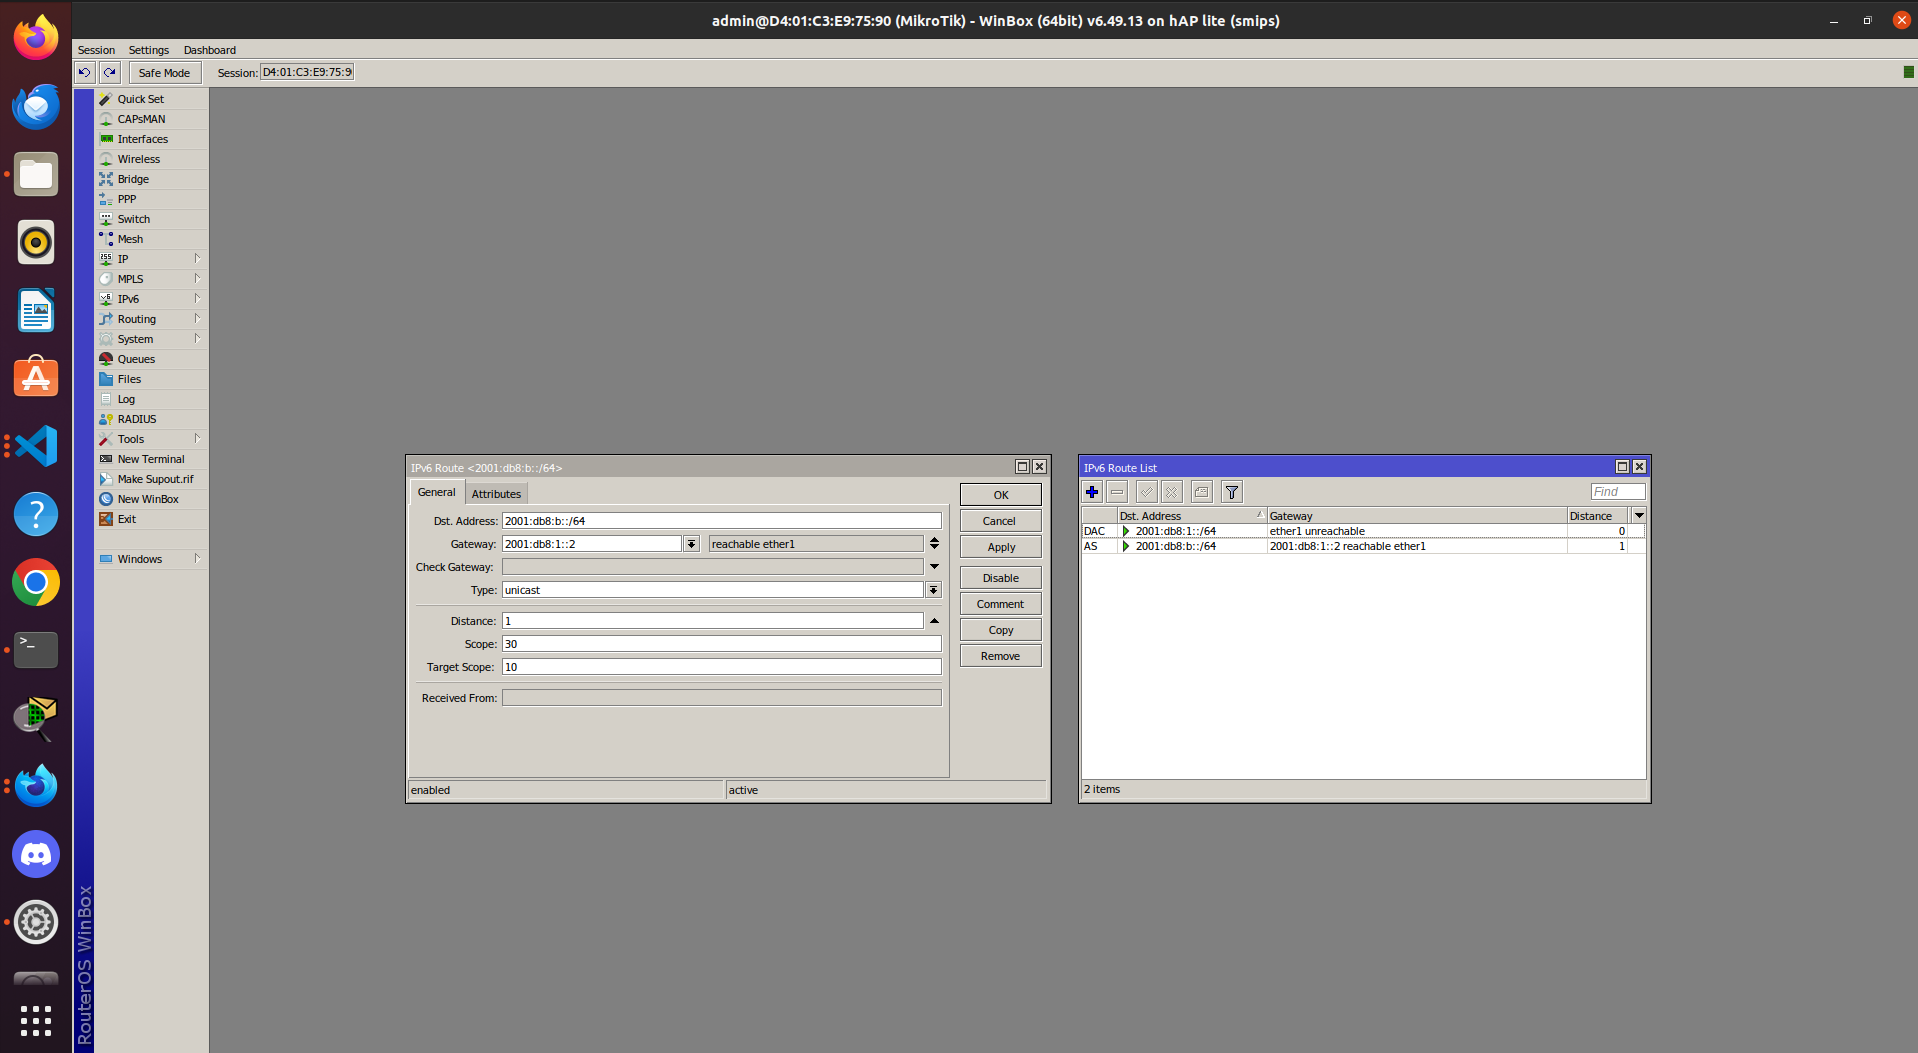 admin@D4:01:C3:E9:75:90 (MikroTik) - WinBox (64bit) v6.49.13 on hAP lite (smips)
Session Settings Dashboard
Safe Mode Session: D4:01:C3:E9:75:9
Quick Set
CAPsMAN
Interfaces
Wireless
Bridge
PPP
Switch
Mesh
IP
MPLS
IPv6
Routing
System
Queues
Files
Log
RADIUS
Tools
New Terminal
Make Supout.rif
New WinBox
Exit
Windows
RouterOS WinBox
IPv6 Route <2001:db8:b::/64>
General Attributes
Dst. Address: 2001:db8:b::/64
Gateway: 2001:db8:1::2 reachable ether1
Check Gateway:
Type: unicast
Distance: 1
Scope: 30
Target Scope: 10
Received From:
OK
Cancel
Apply
Disable
Comment
Copy
Remove
enabled active
IPv6 Route List
Find
Dst. Address Gateway Distance
DAC 2001:db8:1::/64 ether1 unreachable 0
AS 2001:db8:b::/64 2001:db8:1::2 reachable ether1 1
2 items